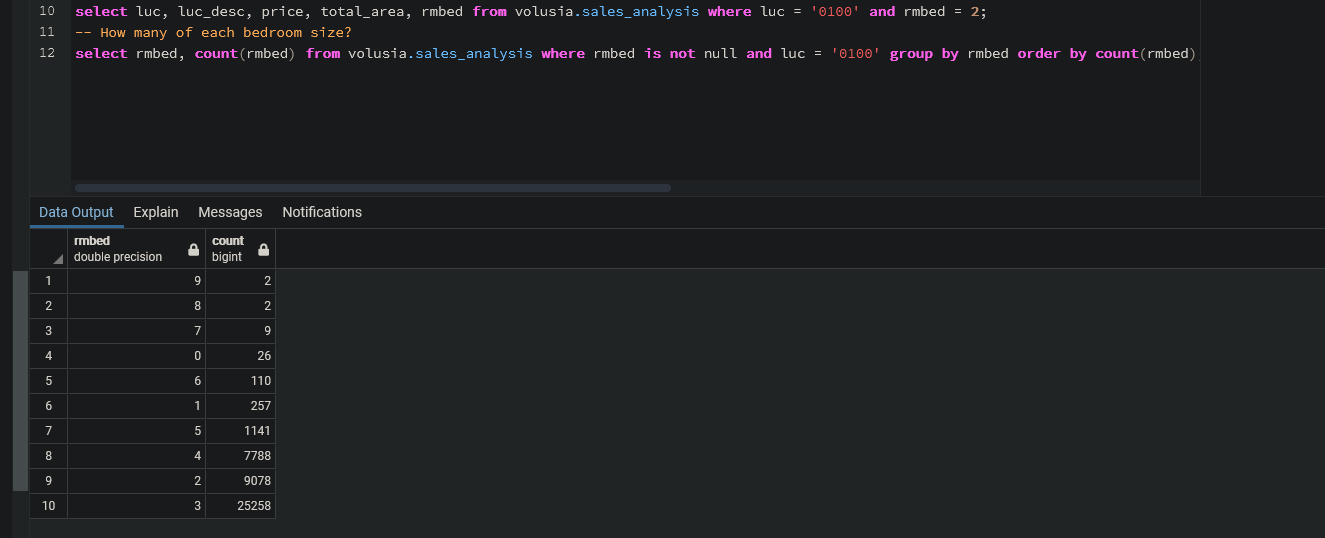 10 select luc, luc_desc, price, total_area, rmbed from volusia.sales_analysis where luc = '0100' and rmbed = 2;
11 -- How many of each bedroom size?
12 select rmbed, count(rmbed) from volusia.sales_analysis where rmbed is not null and luc = '0100' group by rmbed order by count(rmbed)
Data Output Explain Messages Notifications
rmbed count
double precision bigint
1 9 2
2 8 2
3 7 9
4 0 26
5 6 110
6 1 257
7 5 1141
8 4 7788
9 2 9078
10 3 25258